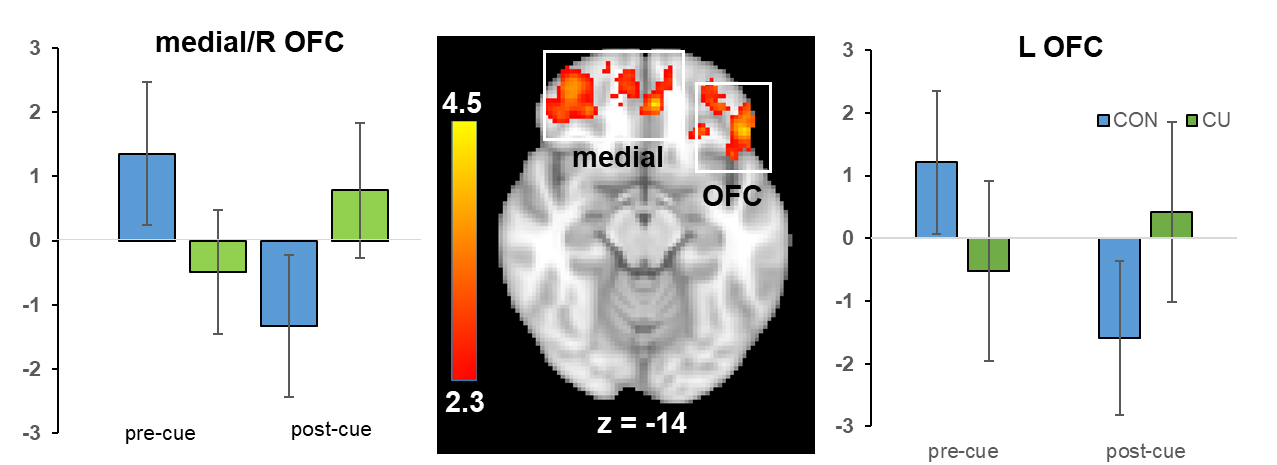 medial/R OFC
3
2
1
0
-1
-2
-3
pre-cue
post-cue
4.5
2.3
medial
OFC
z = -14
L OFC
CON
CU
3
2
1
0
-1
-2
-3
pre-cue
post-cue